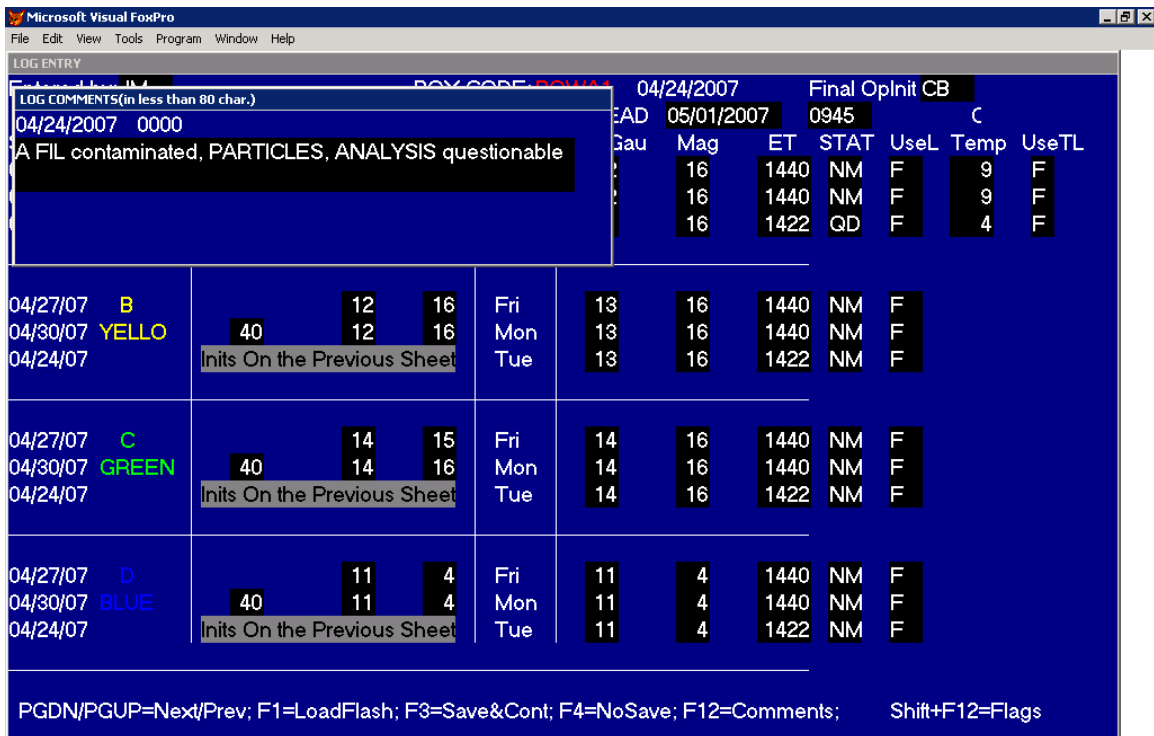 Microsoft Visual FoxPro
File Edit View Tools Program Window Help
LOG ENTRY
04/24/2007 Final OpInit CB
LOG COMMENTS(in less than 80 char.)
04/24/2007 0000
EAD 05/01/2007 0945
A FIL contaminated, PARTICLES, ANALYSIS questionable
Gau Mag ET STAT UseL Temp UseTL
16 1440 NM F 9 F
16 1440 NM F 9 F
16 1422 QD F 4 F
04/27/07 B 12 16 Fri 13 16 1440 NM F
04/30/07 YELLO 40 12 16 Mon 13 16 1440 NM F
04/24/07 Inits On the Previous Sheet Tue 13 16 1422 NM F
04/27/07 C 14 15 Fri 14 16 1440 NM F
04/30/07 GREEN 40 14 16 Mon 14 16 1440 NM F
04/24/07 Inits On the Previous Sheet Tue 14 16 1422 NM F
04/27/07 D 11 4 Fri 11 4 1440 NM F
04/30/07 BLUE 40 11 4 Mon 11 4 1440 NM F
04/24/07 Inits On the Previous Sheet Tue 11 4 1422 NM F
PGDN/PGUP=Next/Prev; F1=LoadFlash; F3=Save&Cont; F4=NoSave; F12=Comments; Shift+F12=Flags